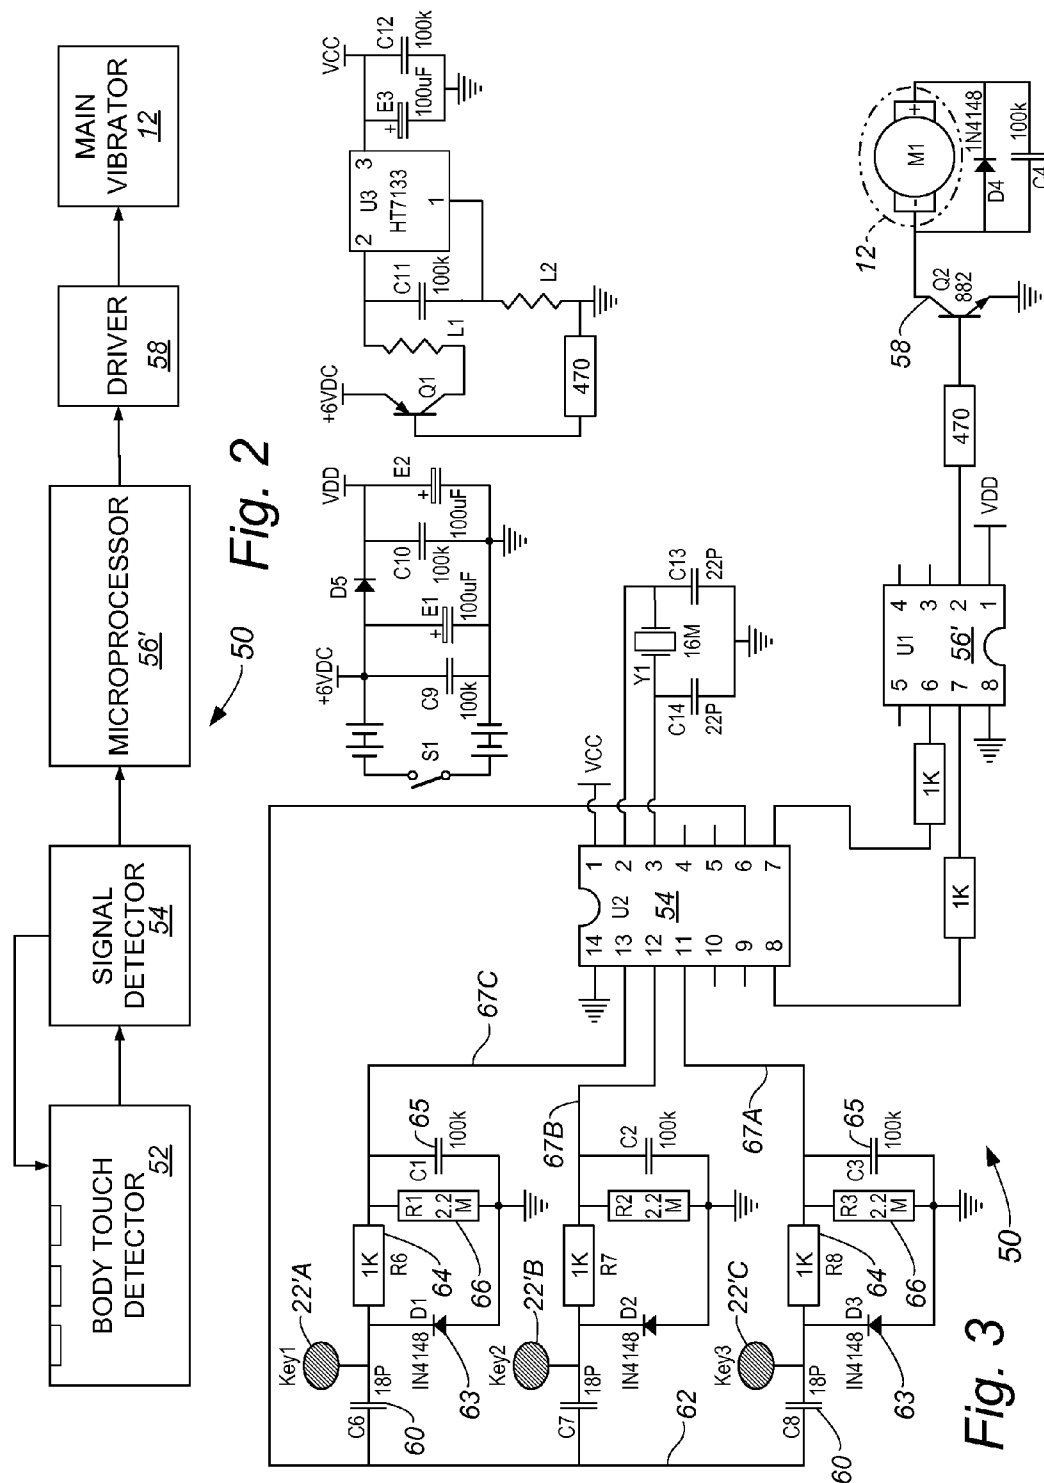 BODY TOUCH
DETECTOR
52
SIGNAL
DETECTOR
54
MICROPROCESSOR
56'
DRIVER
58
MAIN
VIBRATOR
12
50
Fig. 2
S1
+6VDC
C9
100k
E1
+
100uF
D5
C10
100k
VDD
E2
+
100uF
+6VDC
Q1
470
L1
L2
C11
100k
2
U3
3
HT7133
1
VCC
E3
+
100uF
C12
100k
Key1
22'A
C6
18P
60
IN4148
D1
63
1K
R6
64
R1
2.2
M
66
C1
65
100k
67C
Key2
22'B
C7
18P
IN4148
D2
1K
R7
R2
2.2
M
C2
100k
67B
62
Key3
22'C
C8
18P
60
IN4148
D3
63
1K
R8
64
R3
2.2
M
66
C3
65
100k
67A
14
1
13
2
12
3
11
4
10
5
9
6
8
7
U2
54
VCC
Y1
16M
C14
22P
C13
22P
1K
1K
5
4
6
3
7
2
8
1
U1
56'
VDD
470
58
Q2
882
12
-
M1
+
D4
1N4148
C4
100k
50
Fig. 3